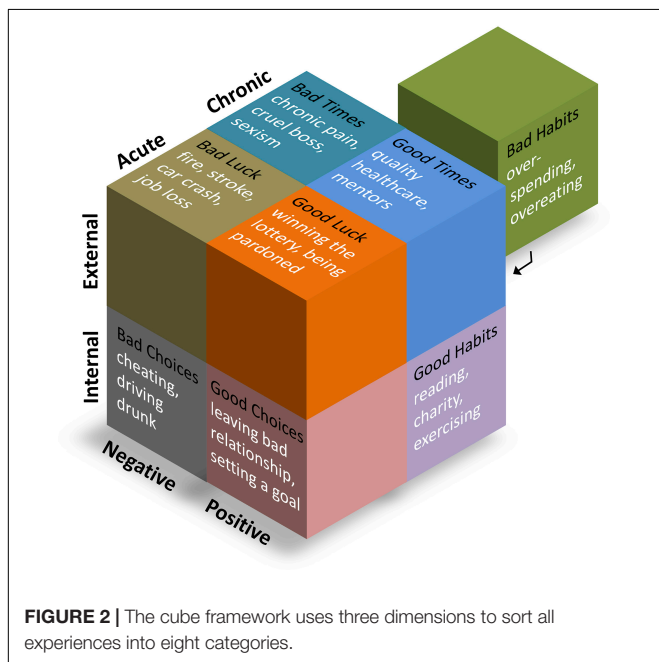 Chronic
Acute
External
Internal
Negative
Positive
Bad Times
chronic pain,
cruel boss,
sexism
Good Times
quality
healthcare,
mentors
Bad Luck
fire, stroke,
car crash,
job loss
Good Luck
winning the
lottery, being
pardoned
Bad Habits
over-
spending,
overeating
Bad Choices
cheating,
driving
drunk
Good Choices
leaving bad
relationship,
setting a goal
Good Habits
reading,
charity,
exercising
FIGURE 2 | The cube framework uses three dimensions to sort all
experiences into eight categories.